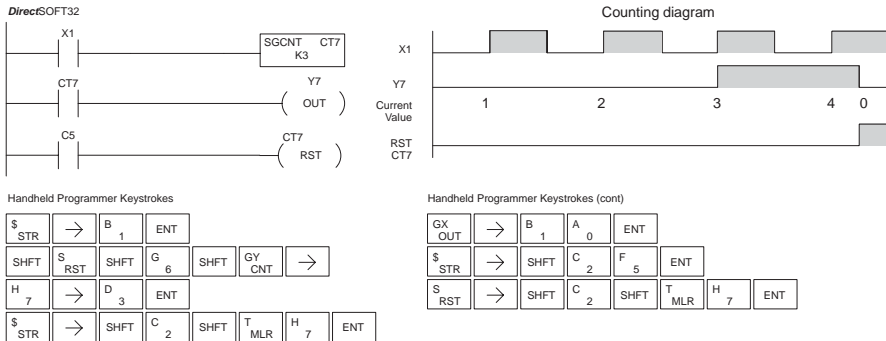 DirectSOFT32
X1
SGCNT CT7
K3
CT7
Y7
OUT
C5
CT7
RST
Counting diagram
X1
Y7
Current
Value
1 2 3 4 0
RST
CT7
Handheld Programmer Keystrokes
$ STR → B 1 ENT
SHFT S RST SHFT G 6 SHFT GY CNT →
H 7 → D 3 ENT
$ STR → SHFT C 2 SHFT T MLR H 7 ENT
Handheld Programmer Keystrokes (cont)
GX OUT → B 1 A 0 ENT
$ STR → SHFT C 2 F 5 ENT
S RST → SHFT C 2 SHFT T MLR H 7 ENT